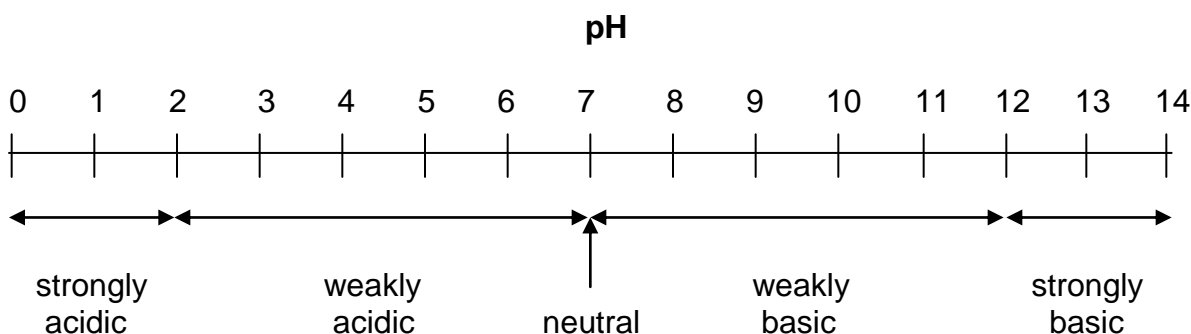 pH
0 1 2 3 4 5 6 7 8 9 10 11 12 13 14
strongly acidic
weakly acidic
neutral
weakly basic
strongly basic